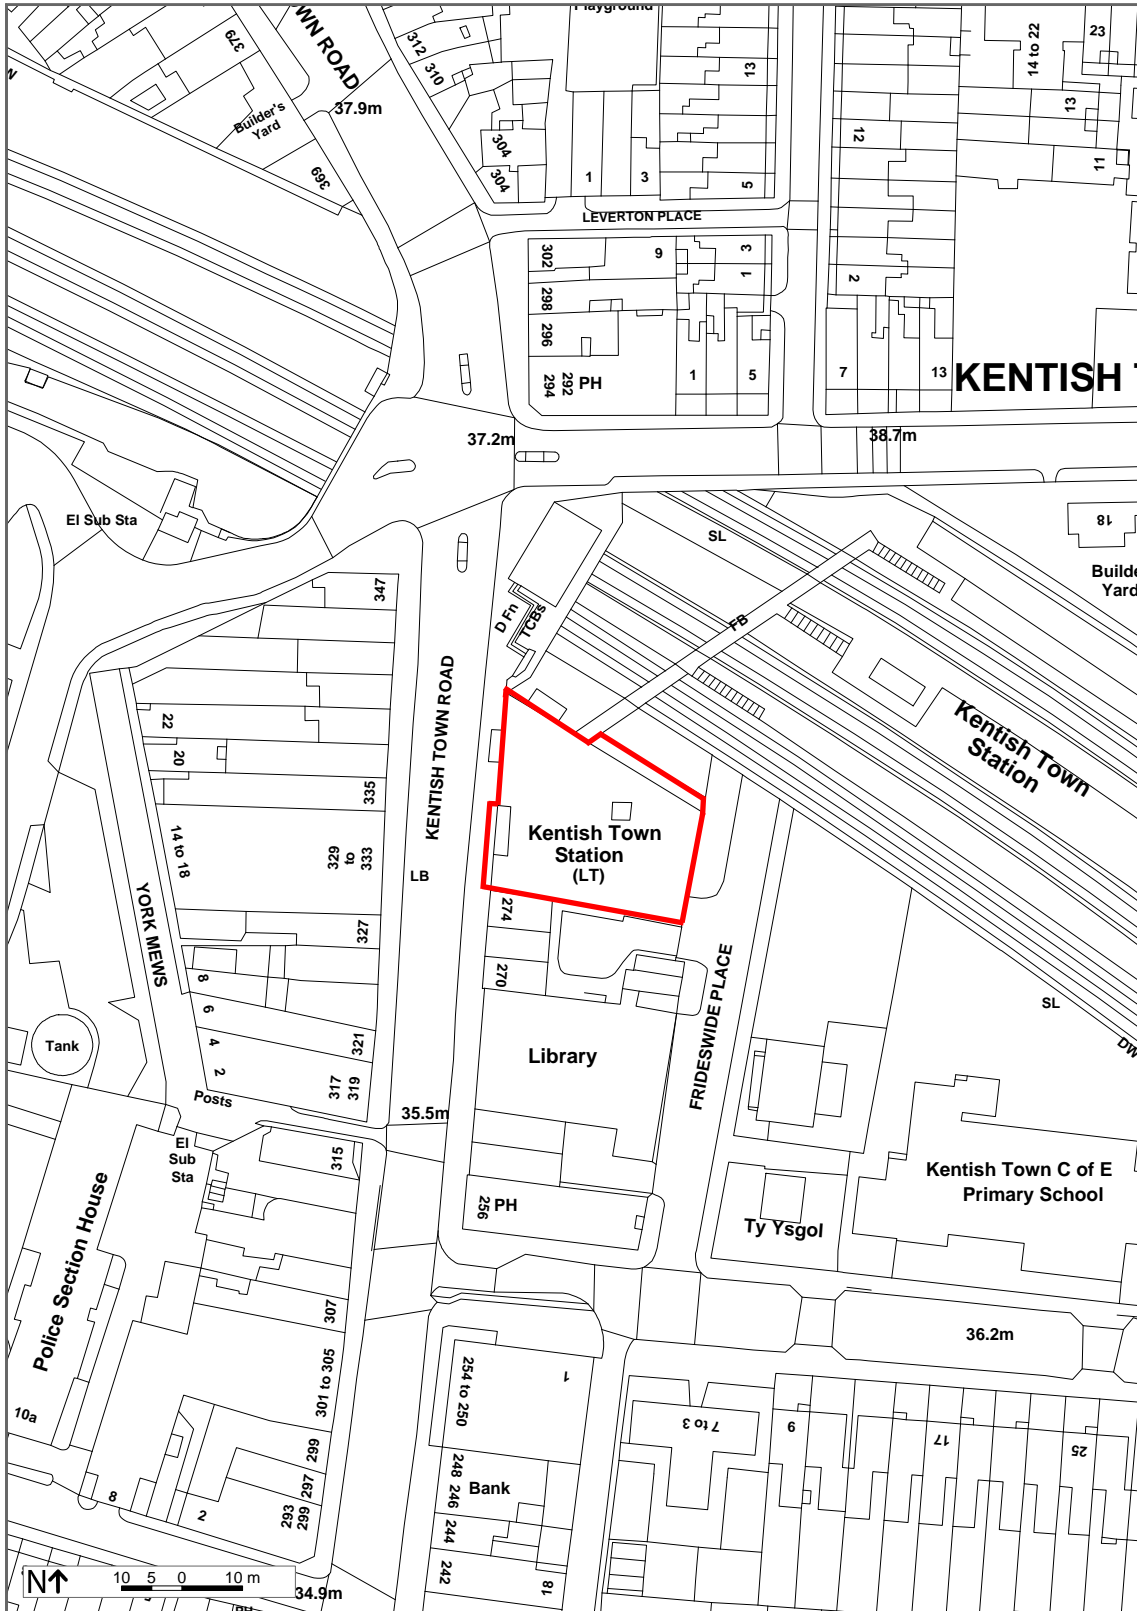 Playground
WN ROAD
379
312
310
14 to 22
23
13
13
37.9m
Builder's
Yard
304
12
11
369
304
1
3
5
LEVERTON PLACE
302
9
3
1
2
298
296
292
294
PH
1
5
7
13
KENTISH
37.2m
38.7m
El Sub Sta
SL
18
Yard
347
D Fn
TCBs
FB
KENTISH TOWN ROAD
22
20
335
Kentish Town
Station
14 to 18
329
to
333
Kentish Town
Station
(LT)
LB
274
327
YORK MEWS
8
270
6
FRIDESWIDE PLACE
SL
4
321
Tank
Library
2
317
319
Posts
35.5m
El
Sub
Sta
315
Kentish Town C of E
Primary School
256
PH
Ty Ysgol
Police Section House
307
36.2m
254 to 250
1
301 to 305
10a
7 to 3
9
17
25
299
248
246
Bank
297
293
299
8
2
244
242
18
N
10 5 0 10 m
34.9m